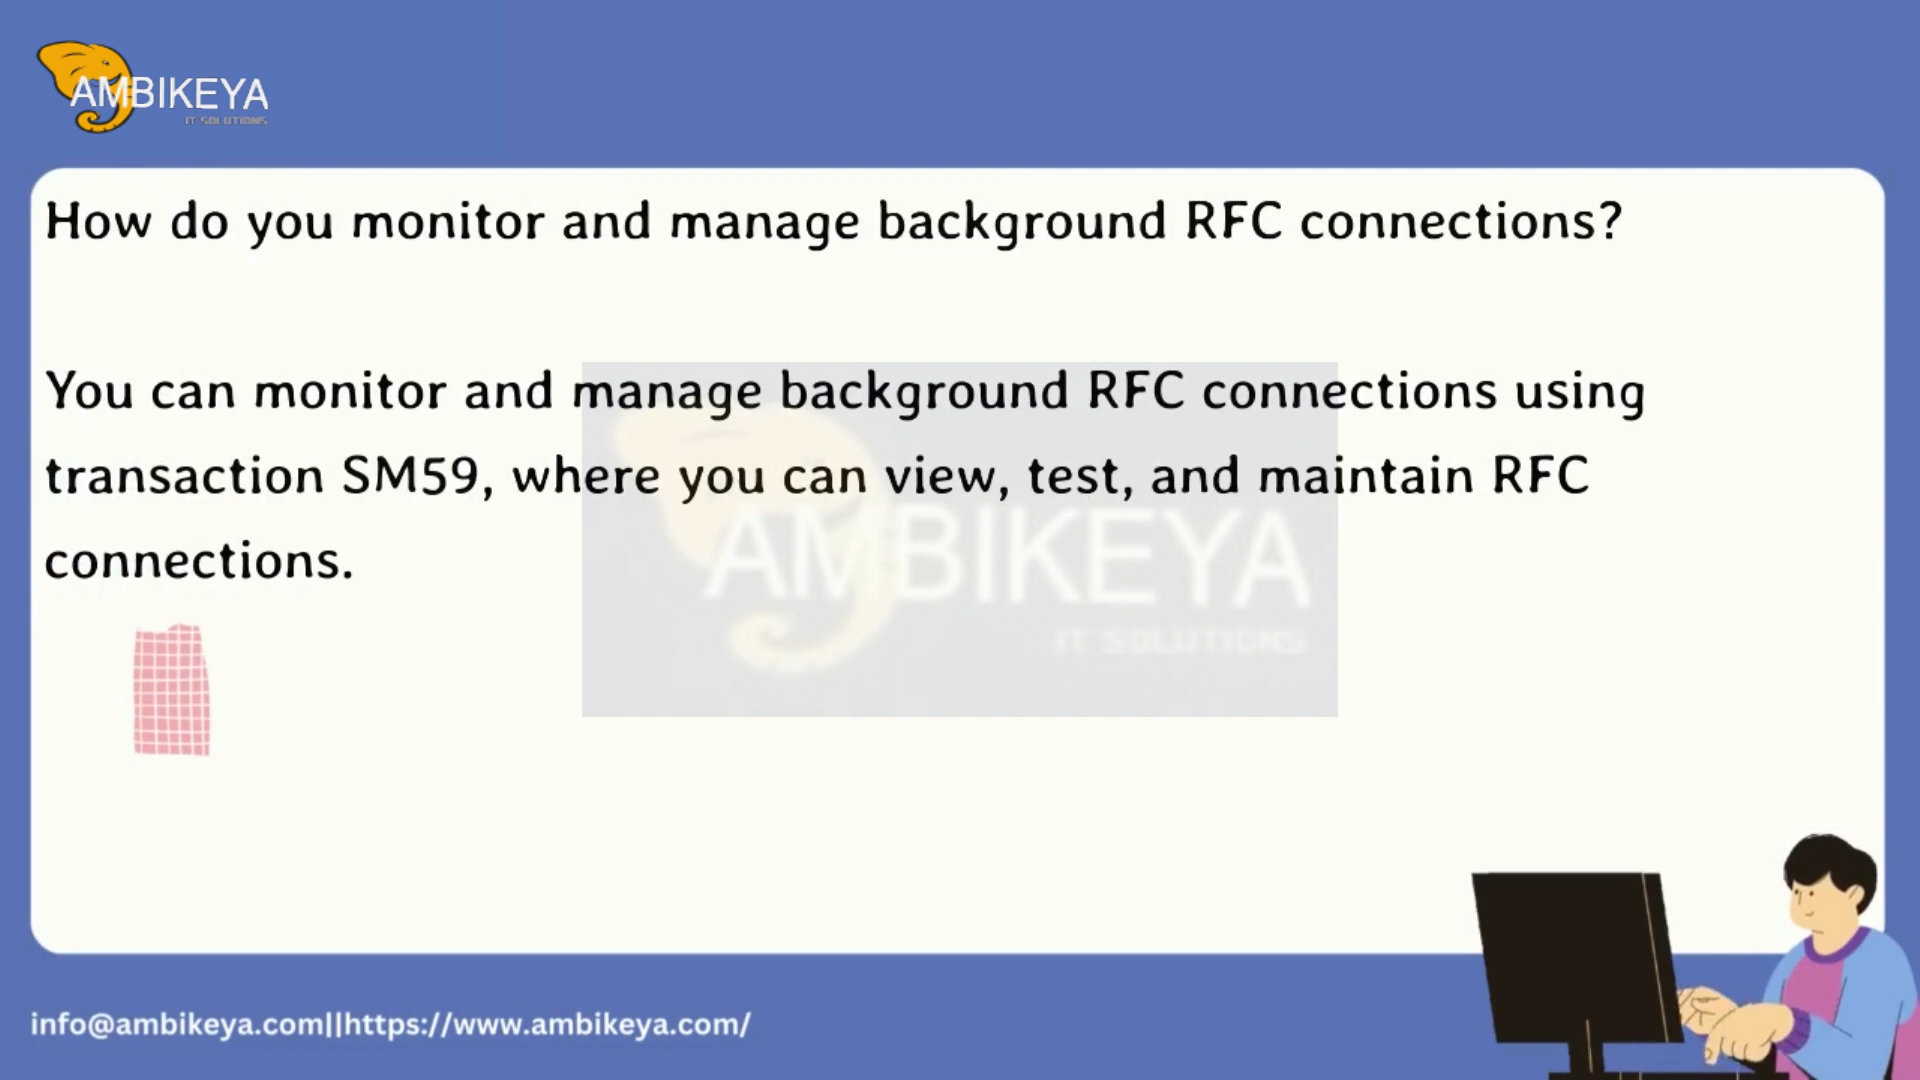 AMBIKEYA
IT SOLUTIONS
How do you monitor and manage background RFC connections?
You can monitor and manage background RFC connections using
transaction SM59, where you can view, test, and maintain RFC
connections.
AMBIKEYA
IT SOLUTIONS
info@ambikeya.com||https://www.ambikeya.com/